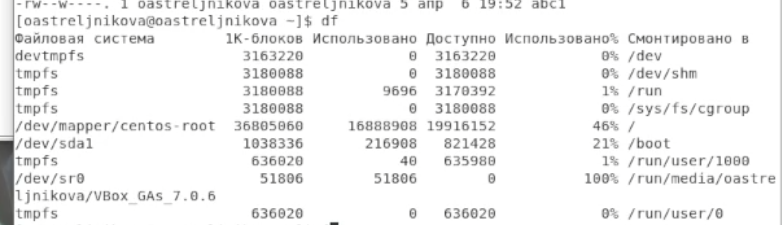 -rw--w----. 1 oastreljnikova oastreljnikova 5 апр  6 19:52 abc1
[oastreljnikova@oastreljnikova ~]$ df
Файловая система      1K-блоков Использовано Доступно Использовано% Смонтировано в
devtmpfs                3163220            0  3163220            0% /dev
tmpfs                   3180088            0  3180088            0% /dev/shm
tmpfs                   3180088         9696  3170392            1% /run
tmpfs                   3180088            0  3180088            0% /sys/fs/cgroup
/dev/mapper/centos-root  36805060     16888908 19916152           46% /
/dev/sda1               1038336       216908   821428           21% /boot
tmpfs                    636020           40   635980            1% /run/user/1000
/dev/sr0                  51806        51806        0          100% /run/media/oastre
ljnikova/VBox_GAs_7.0.6
tmpfs                    636020            0   636020            0% /run/user/0